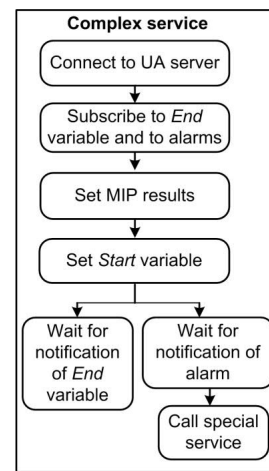 Complex service
Connect to UA server
Subscribe to End
variable and to alarms
Set MIP results
Set Start variable
Wait for
notification
of End
variable
Wait for
notification of
alarm
Call special
service